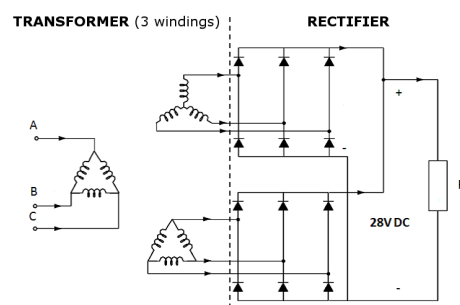 TRANSFORMER (3 windings)
RECTIFIER
A
B
C
+
-
28V DC
-